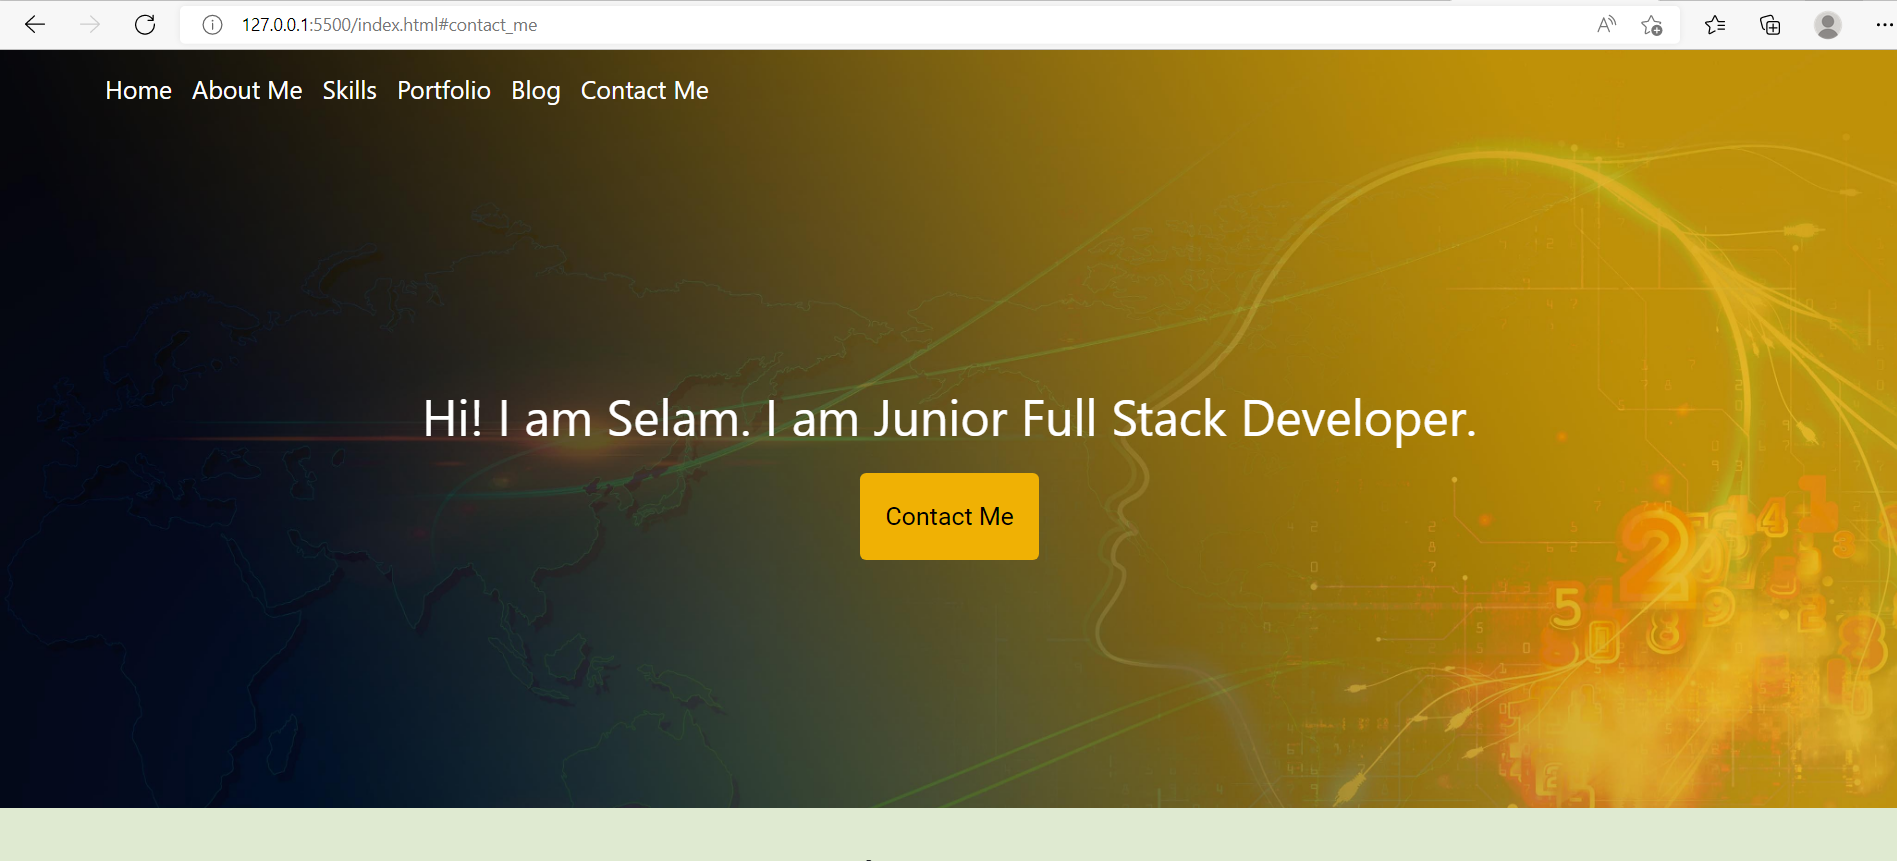 127.0.0.1:5500/index.html#contact_me
Home About Me Skills Portfolio Blog Contact Me
Hi! I am Selam. I am Junior Full Stack Developer.
Contact Me